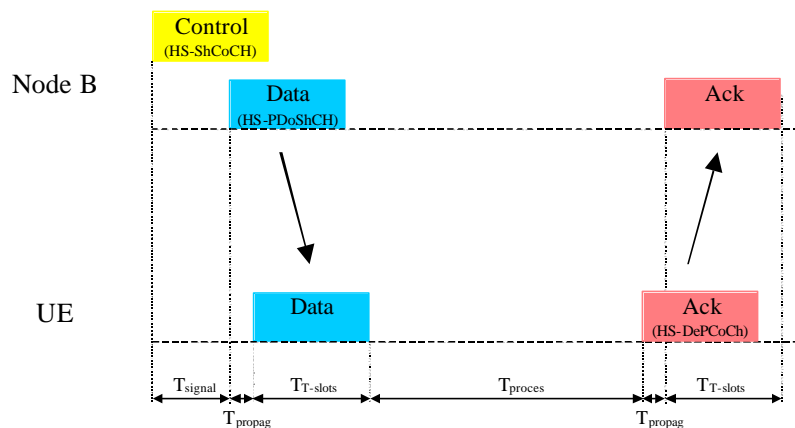 Control
(HS-ShCoCH)
Node B
Data
(HS-PDoShCH)
Ack
UE
Data
Ack
(HS-DePCoCh)
Tsignal
TT-slots
Tproces
TT-slots
Tpropag
Tpropag